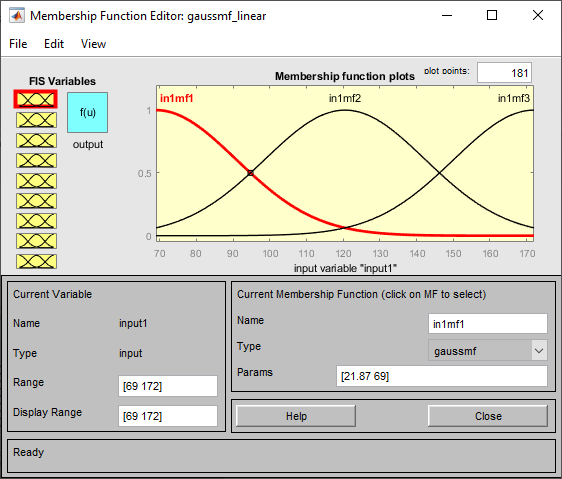 Membership Function Editor: gaussmf_linear
File Edit View
FIS Variables
f(u)
output
Membership function plots
plot points:
181
in1mf1 in1mf2 in1mf3
1
0.5
0
70 80 90 100 110 120 130 140 150 160 170
input variable "input1"
Current Variable
Name input1
Type input
Range [69 172]
Display Range [69 172]
Current Membership Function (click on MF to select)
Name in1mf1
Type gaussmf
Params [21.87 69]
Help Close
Ready